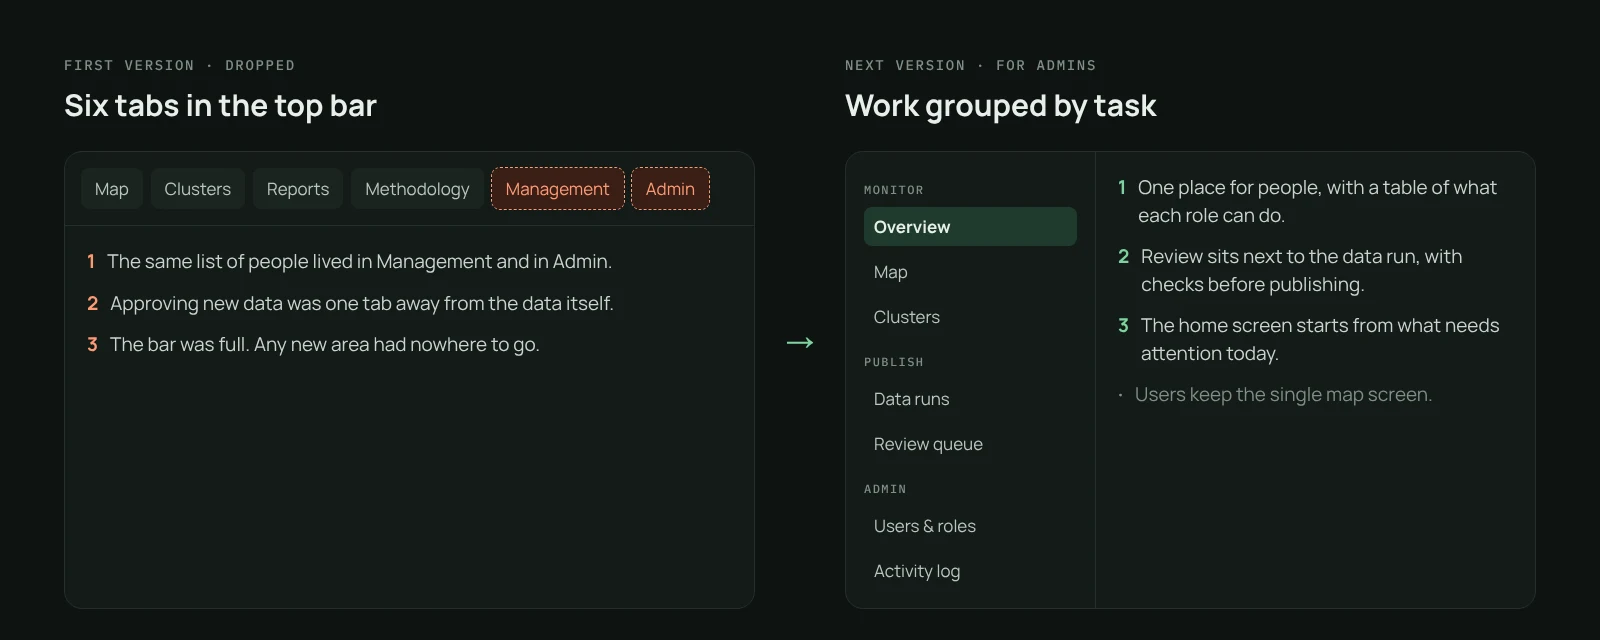 FIRST VERSION · DROPPED
Six tabs in the top bar
Map Clusters Reports Methodology Management Admin
1 The same list of people lived in Management and in Admin.
2 Approving new data was one tab away from the data itself.
3 The bar was full. Any new area had nowhere to go.
→
NEXT VERSION · FOR ADMINS
Work grouped by task
MONITOR
Overview
Map
Clusters
PUBLISH
Data runs
Review queue
ADMIN
Users & roles
Activity log
1 One place for people, with a table of what
each role can do.
2 Review sits next to the data run, with
checks before publishing.
3 The home screen starts from what needs
attention today.
· Users keep the single map screen.